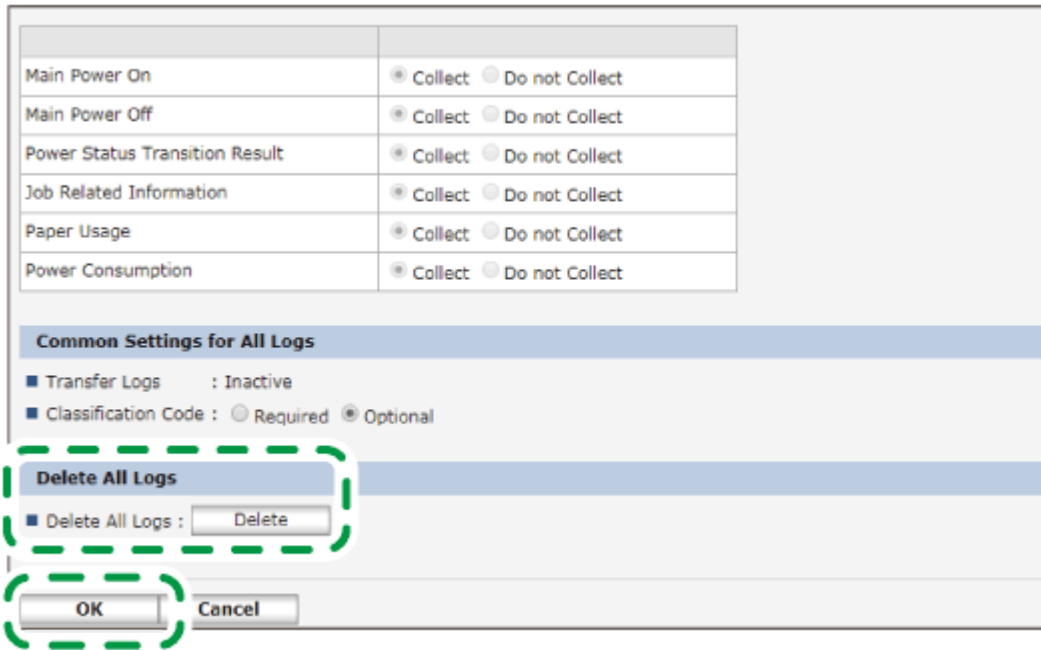 Main Power On Collect Do not Collect
Main Power Off Collect Do not Collect
Power Status Transition Result Collect Do not Collect
Job Related Information Collect Do not Collect
Paper Usage Collect Do not Collect
Power Consumption Collect Do not Collect
Common Settings for All Logs
Transfer Logs : Inactive
Classification Code : Required Optional
Delete All Logs
Delete All Logs : Delete
OK Cancel